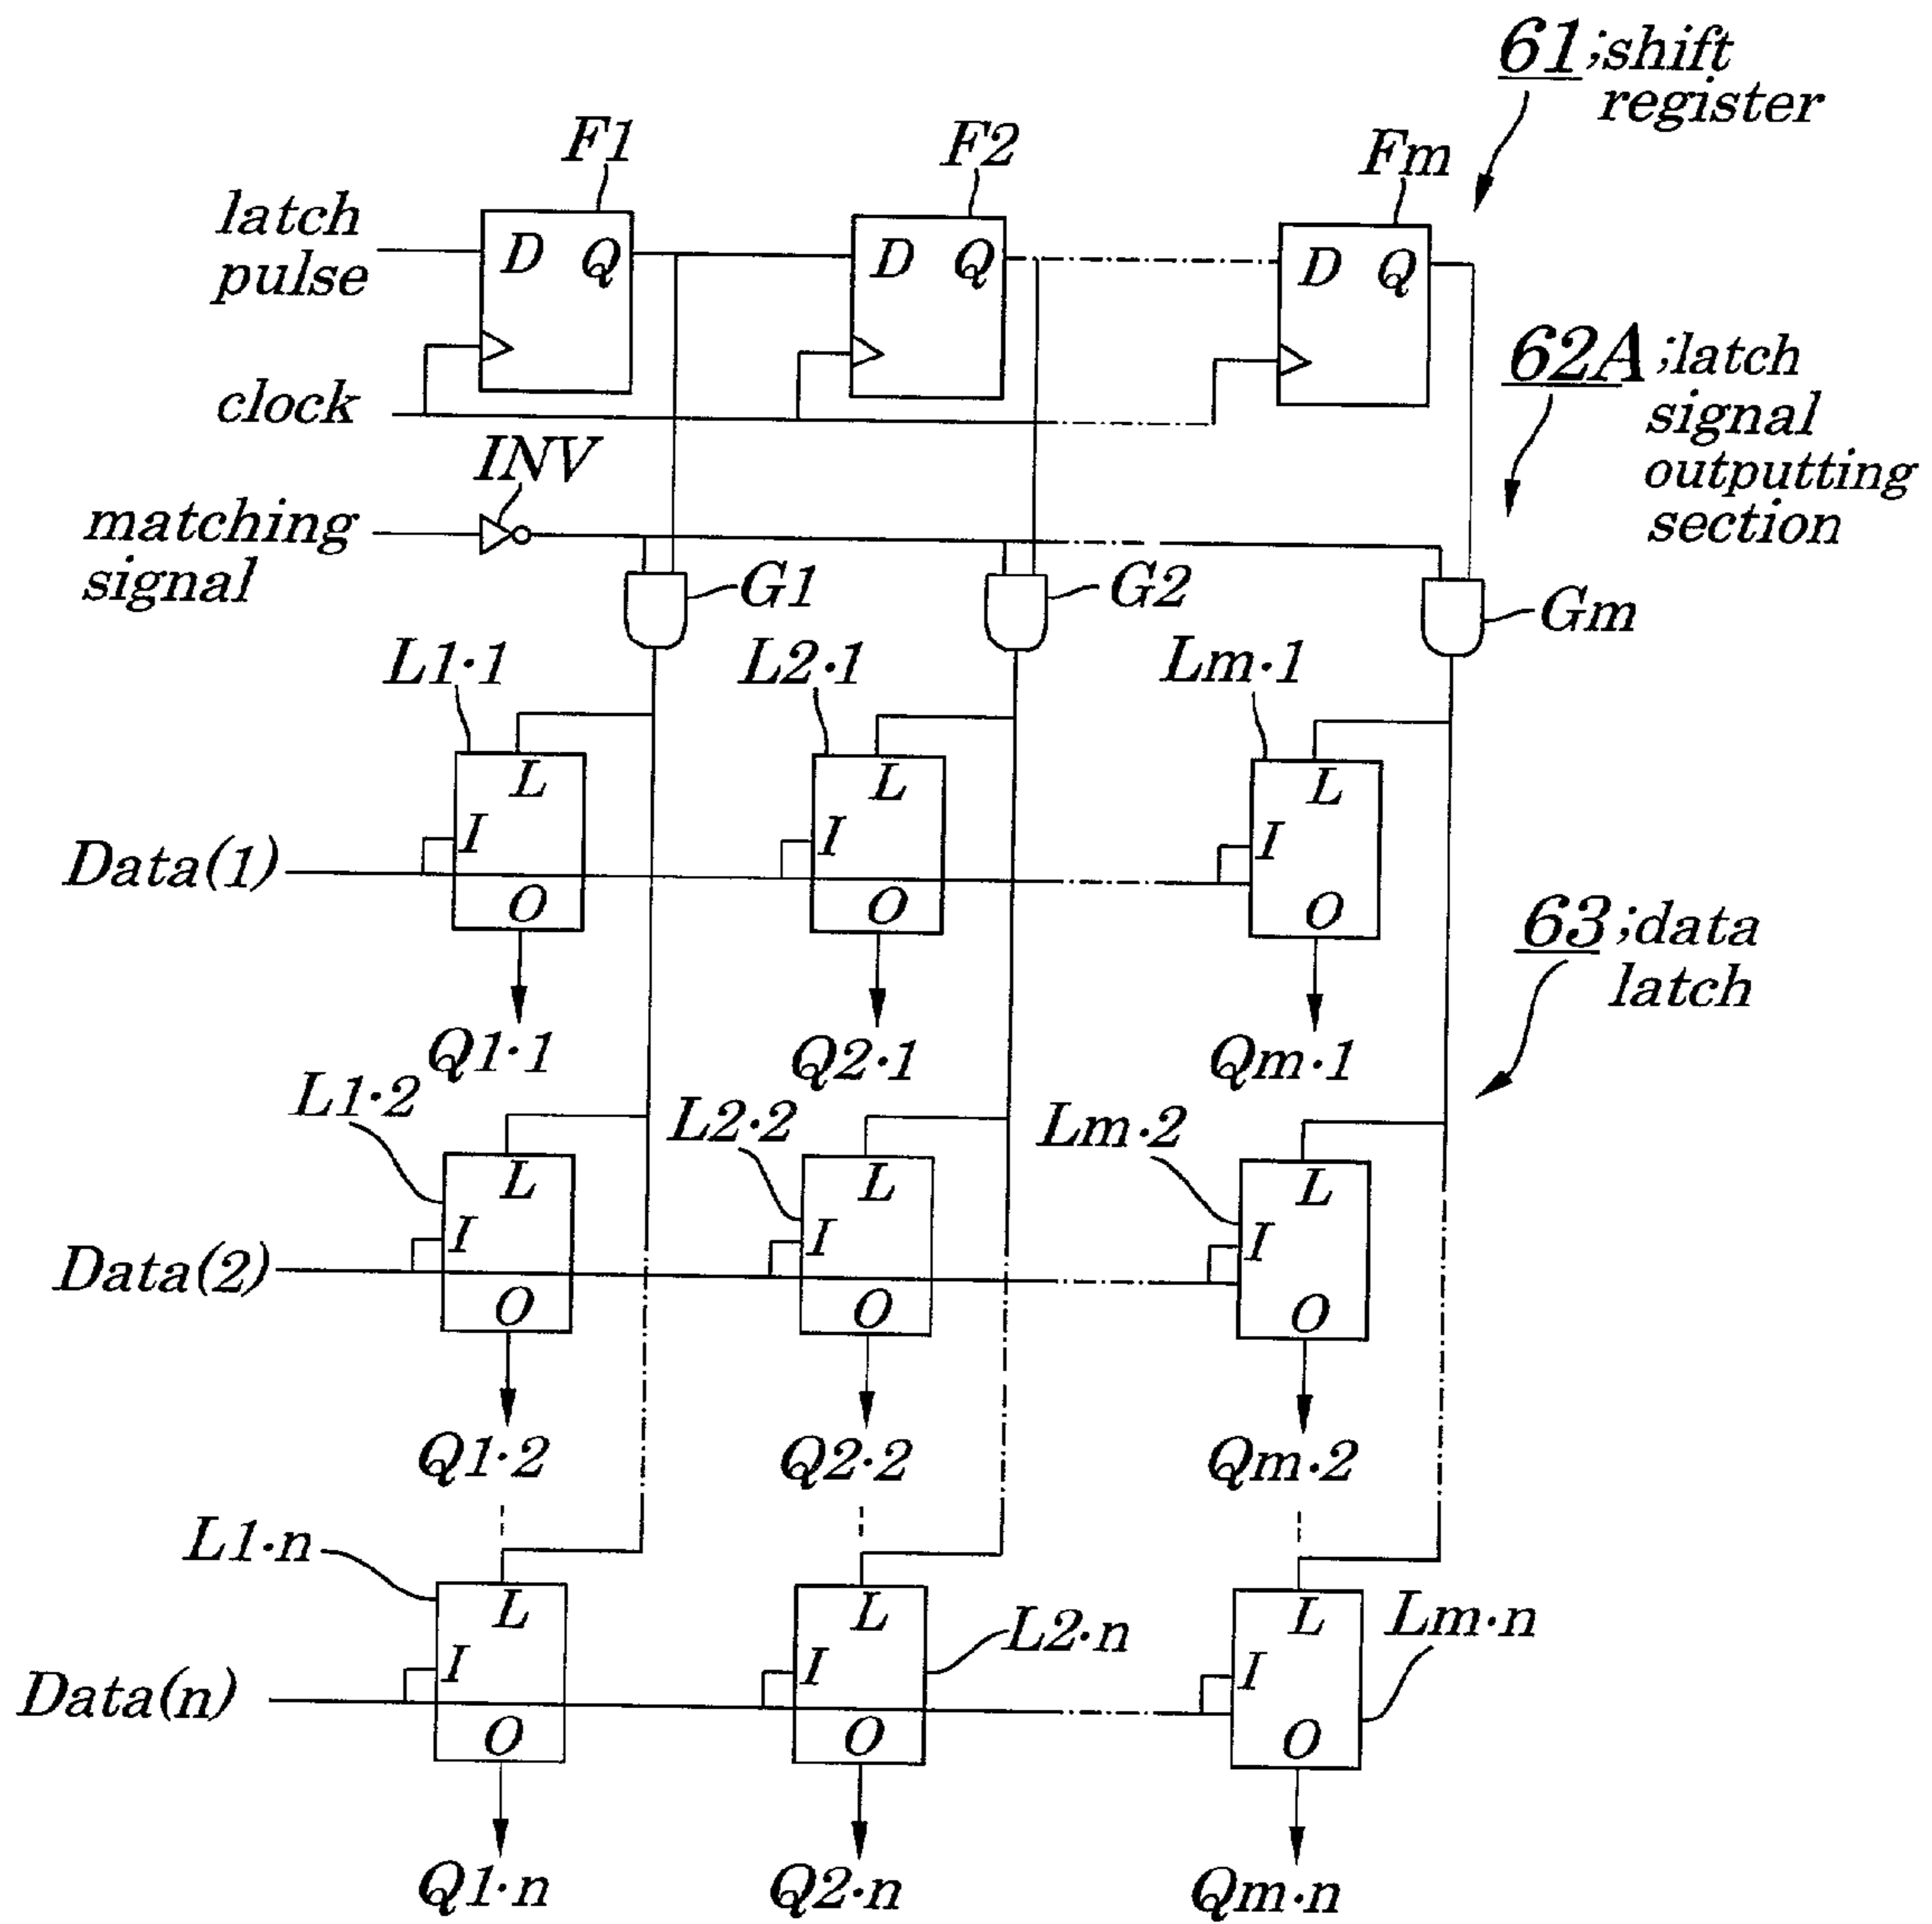 61 ;shift
register
F1
F2
Fm
latch
pulse
D Q
D Q
D Q
clock
62A ;latch
signal
outputting
section
INV
matching
signal
G1
G2
Gm
L1·1
L2·1
Lm·1
L
L
L
I
I
I
Data(1)
O
O
O
63 ;data
latch
Q1·1
Q2·1
Qm·1
L1·2
L2·2
Lm·2
L
L
L
I
I
I
Data(2)
O
O
O
Q1·2
Q2·2
Qm·2
L1·n
L2·n
Lm·n
L
L
L
I
I
I
Data(n)
O
O
O
Q1·n
Q2·n
Qm·n